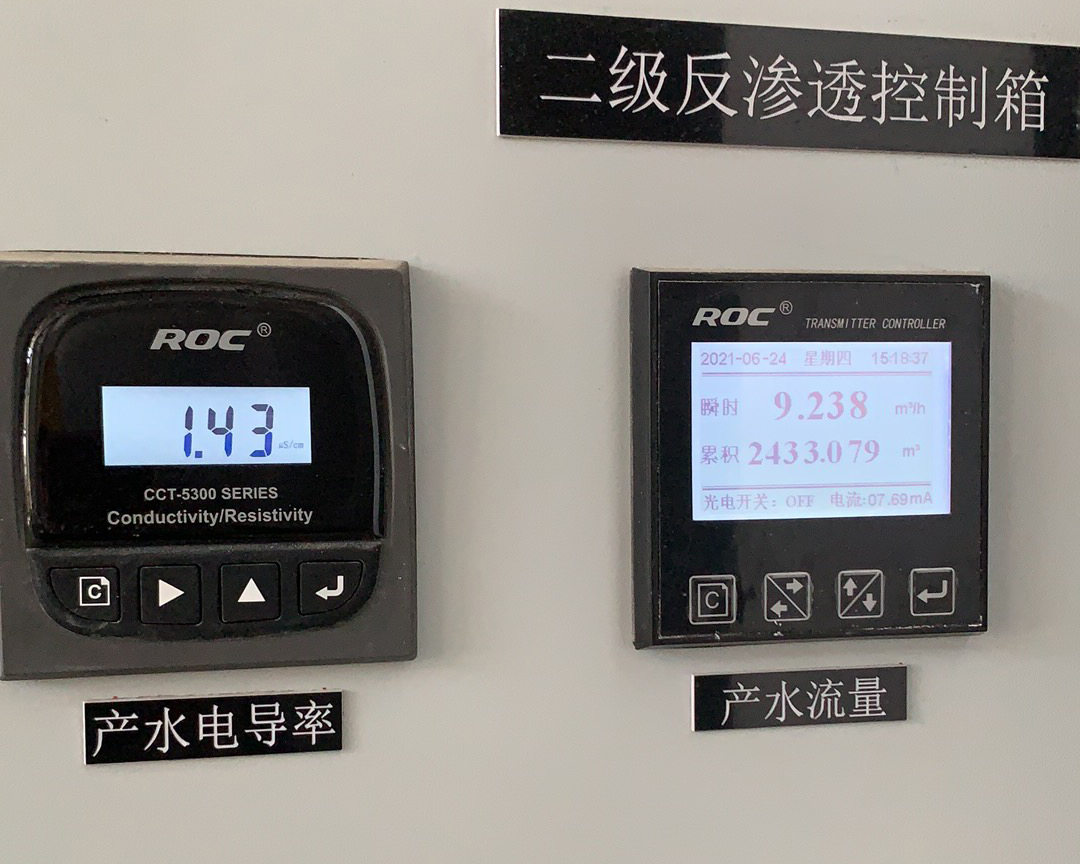 二级反渗透控制箱
ROC®
1.43 µS/cm
CCT-5300 SERIES
Conductivity/Resistivity
C
产水电导率
ROC® TRANSMITTER CONTROLLER
2021-06-24 星期四 15:18:37
瞬时 9.238 m³/h
累积 2433.079 m³
光电开关: OFF 电流:07.69mA
C
产水流量